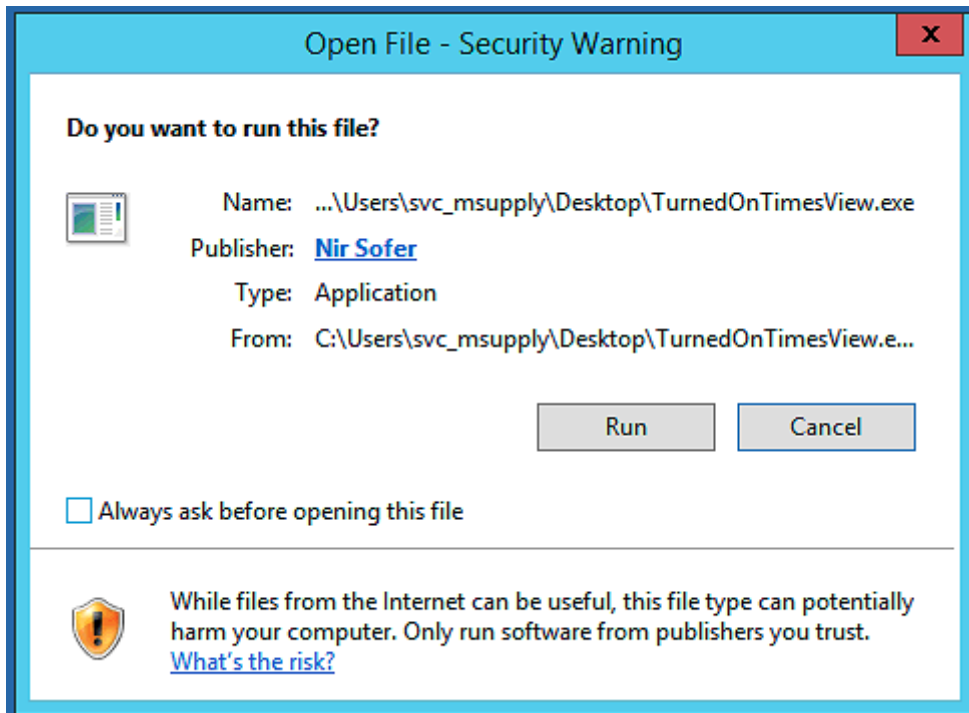 Open File - Security Warning
x
Do you want to run this file?
Name: ...\Users\svc_msupply\Desktop\TurnedOnTimesView.exe
Publisher: Nir Sofer
Type: Application
From: C:\Users\svc_msupply\Desktop\TurnedOnTimesView.e...
Run Cancel
Always ask before opening this file
While files from the Internet can be useful, this file type can potentially
harm your computer. Only run software from publishers you trust.
What's the risk?